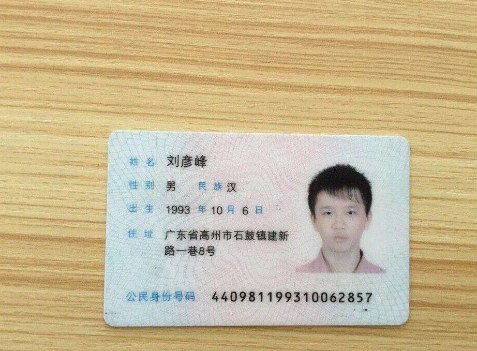 姓名 刘彦峰
性别 男 民族 汉
出生 1993 年 10 月 6 日
住址 广东省高州市石鼓镇建新
路一巷8号
公民身份号码 440981199310062857